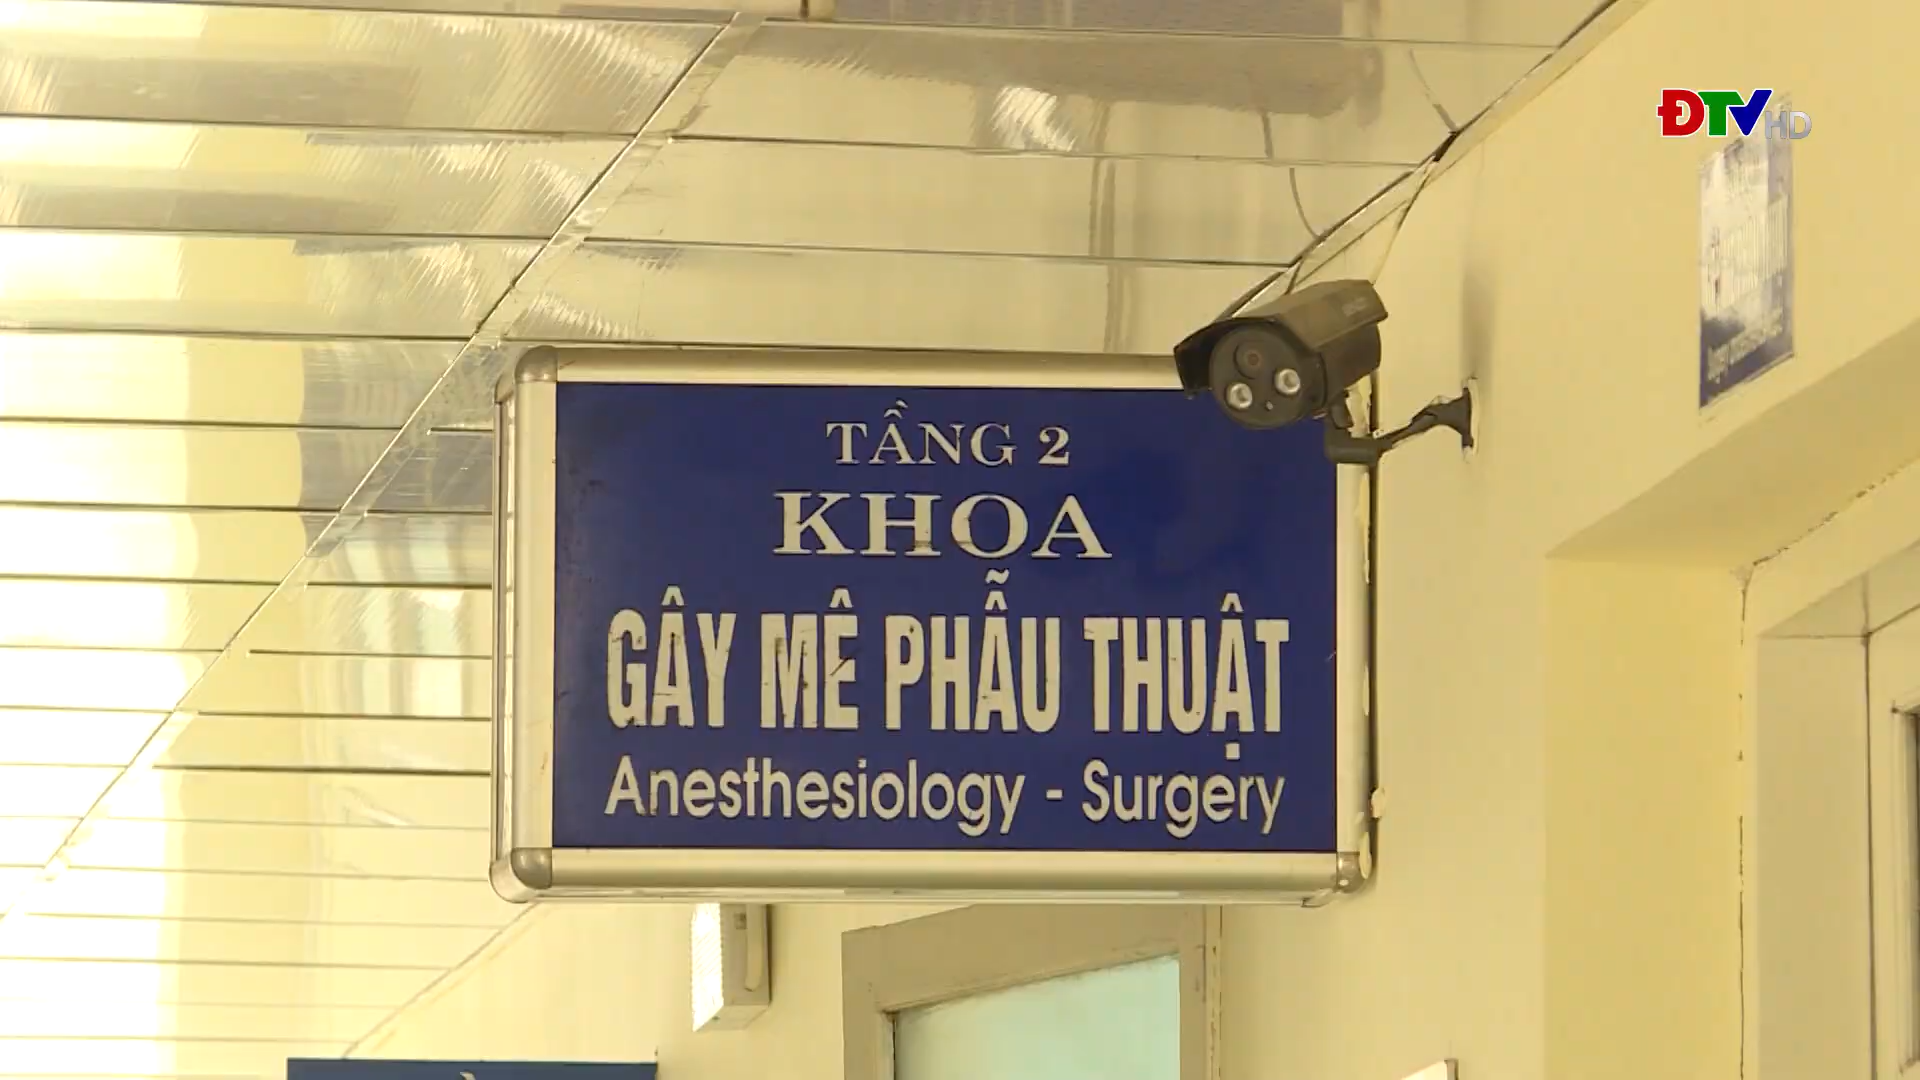 ĐTV HD
TẦNG 2
KHOA
GÂY MÊ PHẪU THUẬT
Anesthesiology - Surgery